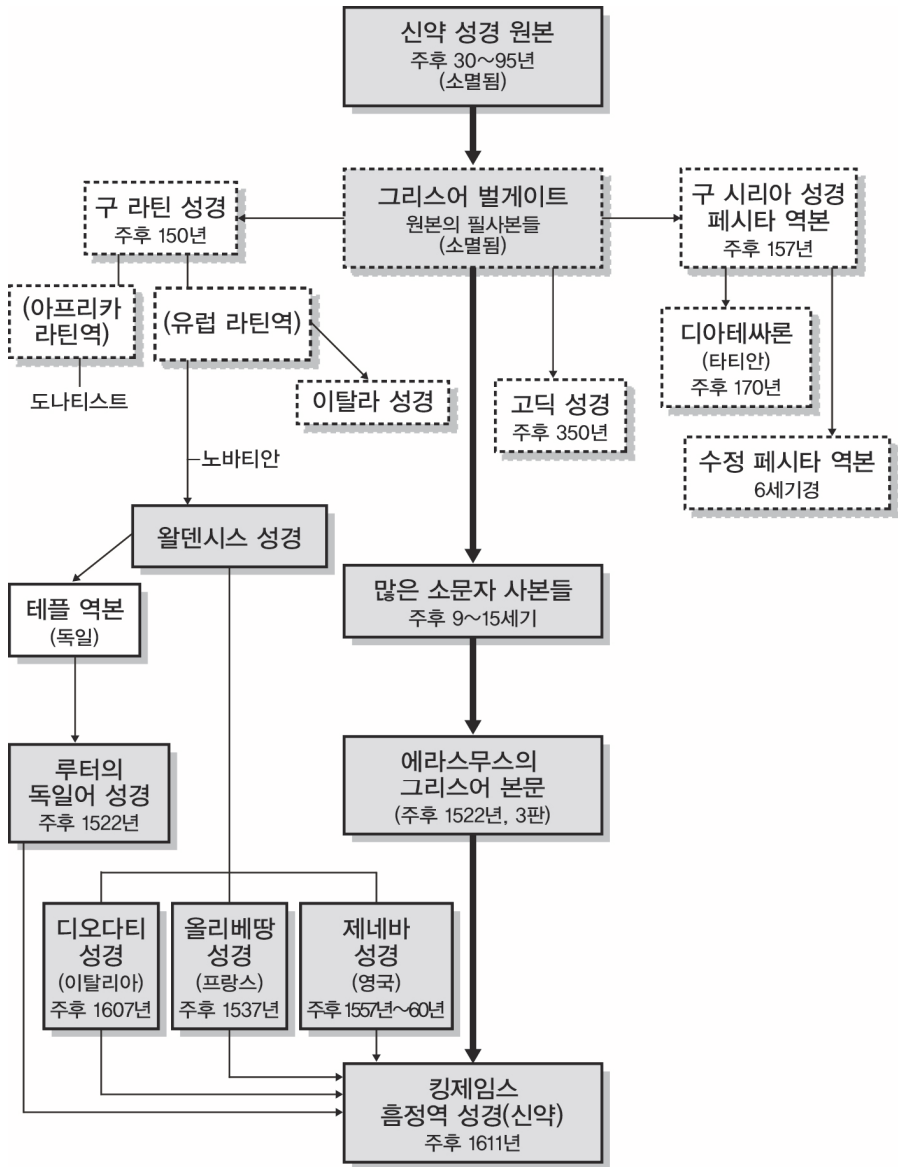 신약 성경 원본
주후 30~95년
(소멸됨)
구 라틴 성경
주후 150년
그리스어 벌게이트
원본의 필사본들
(소멸됨)
구 시리아 성경
페시타 역본
주후 157년
(아프리카
라틴역)
(유럽 라틴역)
도나티스트
이탈라 성경
고딕 성경
주후 350년
디아테싸론
(타티안)
주후 170년
노바티안
수정 페시타 역본
6세기경
왈덴시스 성경
많은 소문자 사본들
주후 9~15세기
테플 역본
(독일)
루터의
독일어 성경
주후 1522년
에라스무스의
그리스어 본문
(주후 1522년, 3판)
디오다티
성경
(이탈리아)
주후 1607년
올리베땅
성경
(프랑스)
주후 1537년
제네바
성경
(영국)
주후 1557년~60년
킹제임스
흠정역 성경(신약)
주후 1611년